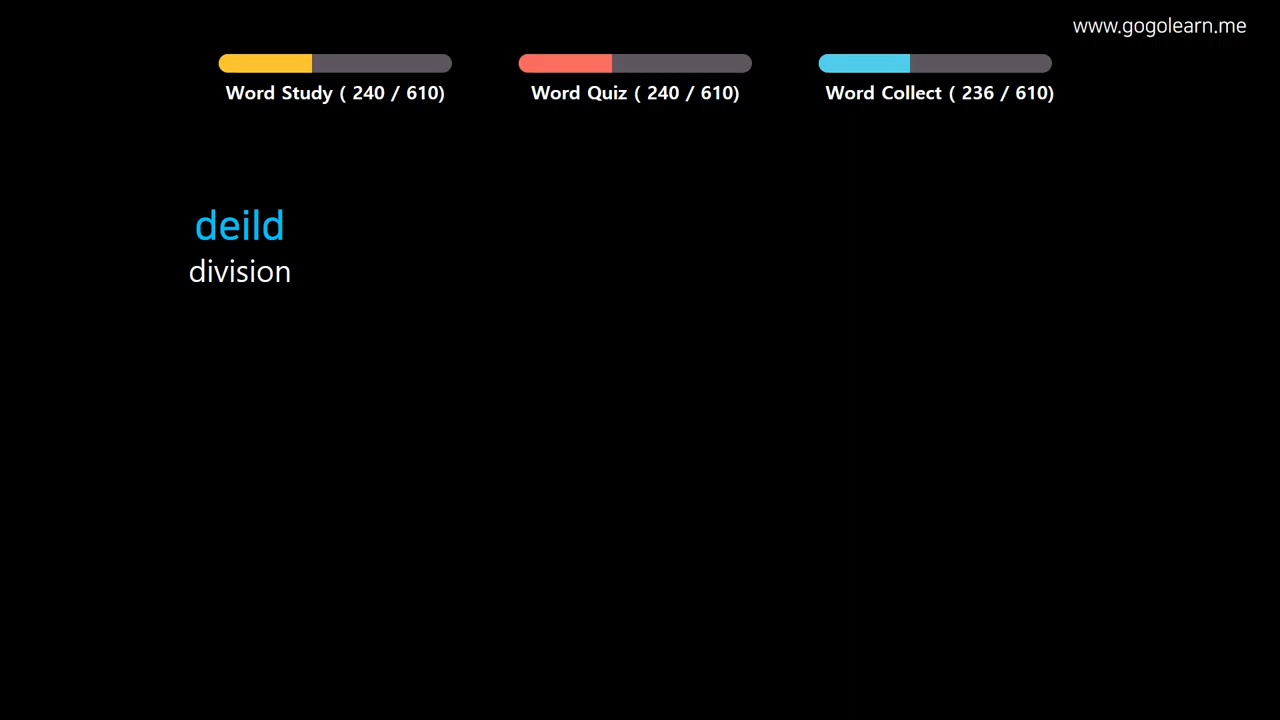 www.gogolearn.me
Word Study ( 240 / 610)
Word Quiz ( 240 / 610)
Word Collect ( 236 / 610)
deild
division